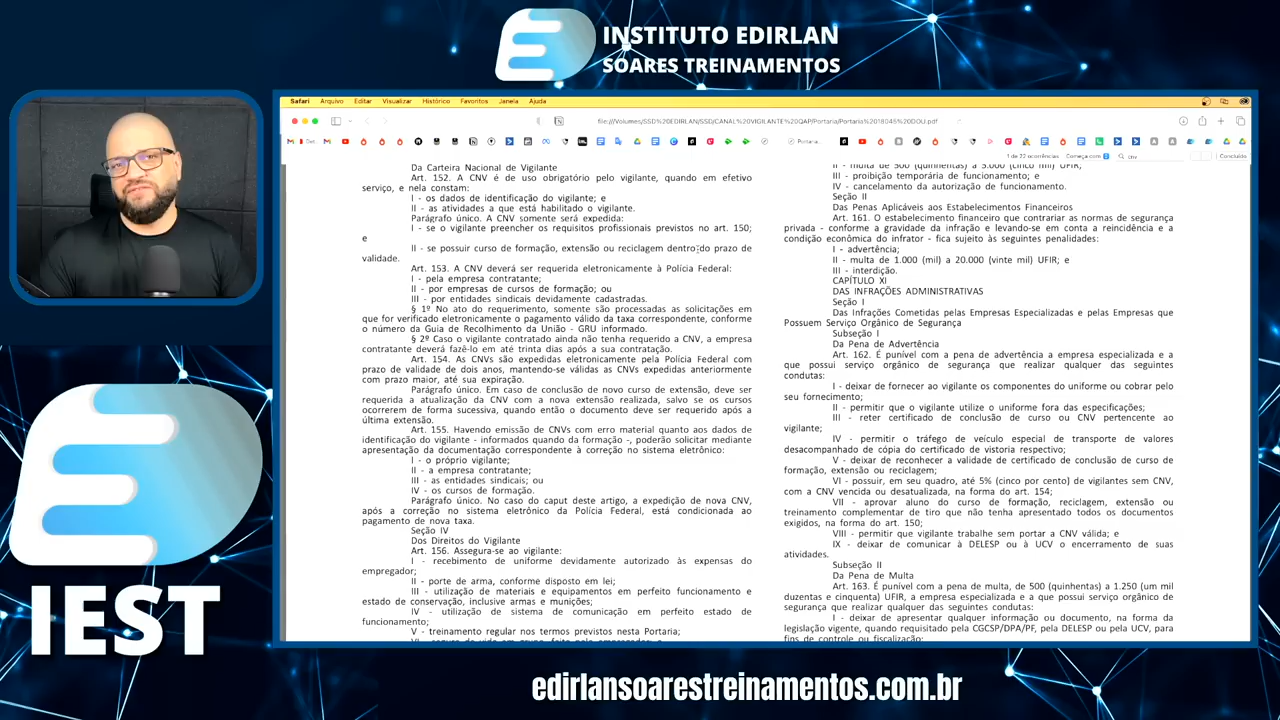 INSTITUTO EDIRLAN
SOARES TREINAMENTOS
Safari Arquivo Editar Visualizar Histórico Favoritos Janela Ajuda
Portaria
1 de 22 ocorrências Começa com cnv Concluído
Da Carteira Nacional de Vigilante
Art. 152. A CNV é de uso obrigatório pelo vigilante, quando em efetivo
serviço, e nela constam:
I - os dados de identificação do vigilante; e
II - as atividades a que está habilitado o vigilante.
Parágrafo único. A CNV somente será expedida:
I - se o vigilante preencher os requisitos profissionais previstos no art. 150;
e
II - se possuir curso de formação, extensão ou reciclagem dentro do prazo de
validade.
Art. 153. A CNV deverá ser requerida eletronicamente à Polícia Federal:
I - pela empresa contratante;
II - por empresas de cursos de formação; ou
III - por entidades sindicais devidamente cadastradas.
§ 1º No ato do requerimento, somente são processadas as solicitações em
que for verificado eletronicamente o pagamento válido da taxa correspondente, conforme
o número da Guia de Recolhimento da União - GRU informado.
§ 2º Caso o vigilante contratado ainda não tenha requerido a CNV, a empresa
contratante deverá fazê-lo em até trinta dias após a sua contratação.
Art. 154. As CNVs são expedidas eletronicamente pela Polícia Federal com
prazo de validade de dois anos, mantendo-se válidas as CNVs expedidas anteriormente
com prazo maior, até sua expiração.
Parágrafo único. Em caso de conclusão de novo curso de extensão, deve ser
requerida a atualização da CNV com a nova extensão realizada, salvo se os cursos
ocorrerem de forma sucessiva, quando então o documento deve ser requerido após a
última extensão.
Art. 155. Havendo emissão de CNVs com erro material quanto aos dados de
identificação do vigilante - informados quando da formação -, poderão solicitar mediante
apresentação da documentação correspondente à correção no sistema eletrônico:
I - o próprio vigilante;
II - a empresa contratante;
III - as entidades sindicais; ou
IV - os cursos de formação.
Parágrafo único. No caso do caput deste artigo, a expedição de nova CNV,
após a correção no sistema eletrônico da Polícia Federal, está condicionada ao
pagamento de nova taxa.
Seção IV
Dos Direitos do Vigilante
Art. 156. Assegura-se ao vigilante:
I - recebimento de uniforme devidamente autorizado às expensas do
empregador;
II - porte de arma, conforme disposto em lei;
III - utilização de materiais e equipamentos em perfeito funcionamento e
estado de conservação, inclusive armas e munições;
IV - utilização de sistema de comunicação em perfeito estado de
funcionamento;
V - treinamento regular nos termos previstos nesta Portaria;
II - multa de 500 (quinhentas) a 5.000 (cinco mil) UFIR;
III - proibição temporária de funcionamento; e
IV - cancelamento da autorização de funcionamento.
Seção II
Das Penas Aplicáveis aos Estabelecimentos Financeiros
Art. 161. O estabelecimento financeiro que contrariar as normas de segurança
privada - conforme a gravidade da infração e levando-se em conta a reincidência e a
condição econômica do infrator - fica sujeito às seguintes penalidades:
I - advertência;
II - multa de 1.000 (mil) a 20.000 (vinte mil) UFIR; e
III - interdição.
CAPÍTULO XI
DAS INFRAÇÕES ADMINISTRATIVAS
Seção I
Das Infrações Cometidas pelas Empresas Especializadas e pelas Empresas que
Possuem Serviço Orgânico de Segurança
Subseção I
Da Pena de Advertência
Art. 162. É punível com a pena de advertência a empresa especializada e a
que possui serviço orgânico de segurança que realizar qualquer das seguintes
condutas:
I - deixar de fornecer ao vigilante os componentes do uniforme ou cobrar pelo
seu fornecimento;
II - permitir que o vigilante utilize o uniforme fora das especificações;
III - reter certificado de conclusão de curso ou CNV pertencente ao
vigilante;
IV - permitir o tráfego de veículo especial de transporte de valores
desacompanhado de cópia do certificado de vistoria respectivo;
V - deixar de reconhecer a validade de certificado de conclusão de curso de
formação, extensão ou reciclagem;
VI - possuir, em seu quadro, até 5% (cinco por cento) de vigilantes sem CNV,
com a CNV vencida ou desatualizada, na forma do art. 154;
VII - aprovar aluno do curso de formação, reciclagem, extensão ou
treinamento complementar de tiro que não tenha apresentado todos os documentos
exigidos, na forma do art. 150;
VIII - permitir que vigilante trabalhe sem portar a CNV válida; e
IX - deixar de comunicar à DELESP ou à UCV o encerramento de suas
atividades.
Subseção II
Da Pena de Multa
Art. 163. É punível com a pena de multa, de 500 (quinhentas) a 1.250 (um mil
duzentas e cinquenta) UFIR, a empresa especializada e a que possui serviço orgânico de
segurança que realizar qualquer das seguintes condutas:
I - deixar de apresentar qualquer informação ou documento, na forma da
legislação vigente, quando requisitado pela CGCSP/DPA/PF, pela DELESP ou pela UCV, para
fins de controle ou fiscalização;
IEST
edirlansoarestreinamentos.com.br